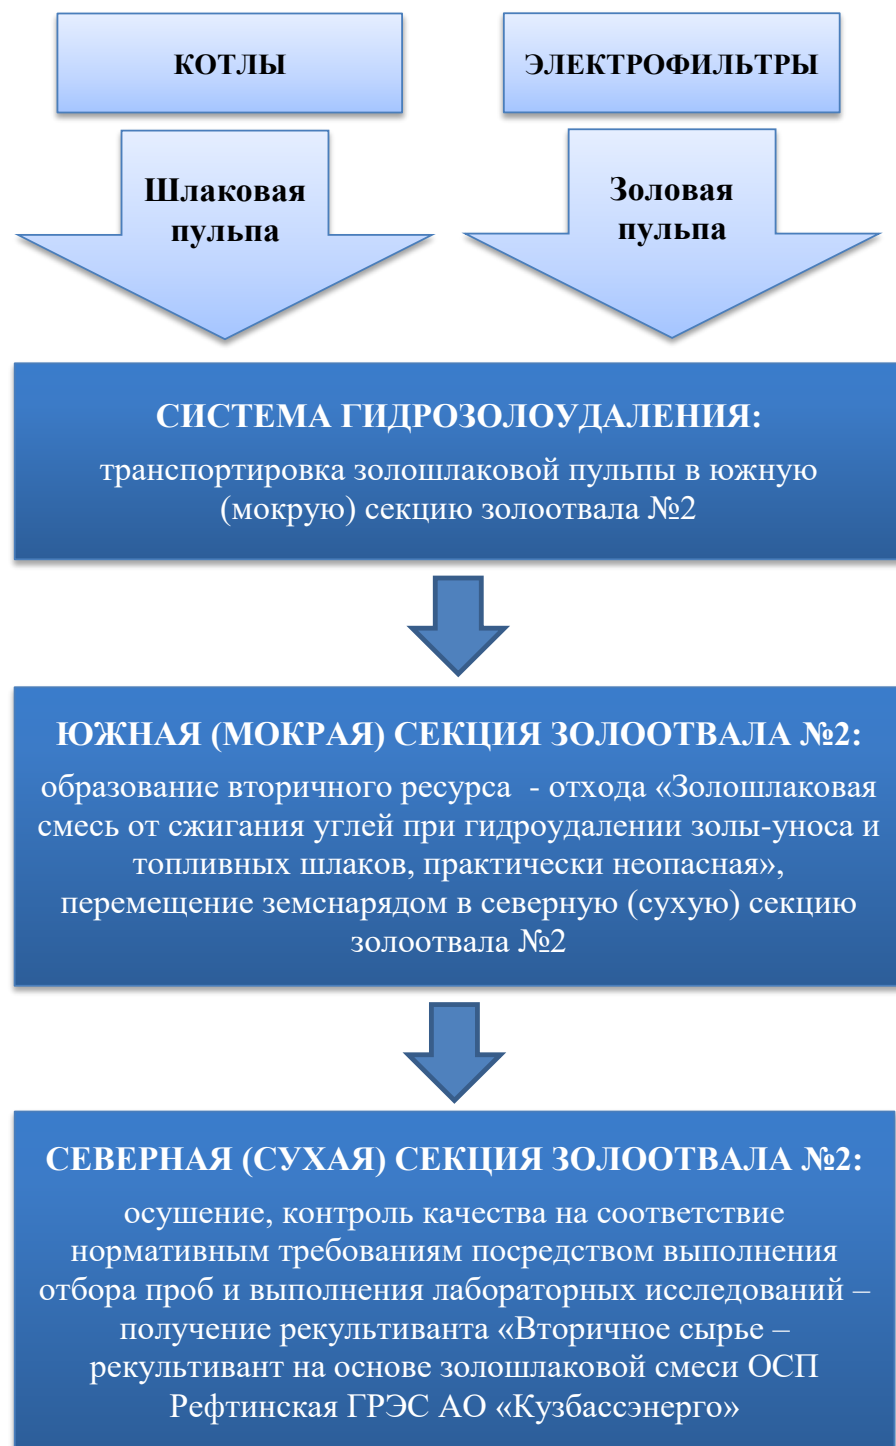 КОТЛЫ
ЭЛЕКТРОФИЛЬТРЫ
Шлаковая
пульпа
Золовая
пульпа
СИСТЕМА ГИДРОЗОЛОУДАЛЕНИЯ:
транспортировка золошлаковой пульпы в южную
(мокрую) секцию золоотвала №2
ЮЖНАЯ (МОКРАЯ) СЕКЦИЯ ЗОЛООТВАЛА №2:
образование вторичного ресурса - отхода «Золошлаковая
смесь от сжигания углей при гидроудалении золы-уноса и
топливных шлаков, практически неопасная»,
перемещение земснарядом в северную (сухую) секцию
золоотвала №2
СЕВЕРНАЯ (СУХАЯ) СЕКЦИЯ ЗОЛООТВАЛА №2:
осушение, контроль качества на соответствие
нормативным требованиям посредством выполнения
отбора проб и выполнения лабораторных исследований –
получение рекультиванта «Вторичное сырье –
рекультивант на основе золошлаковой смеси ОСП
Рефтинская ГРЭС АО «Кузбассэнерго»